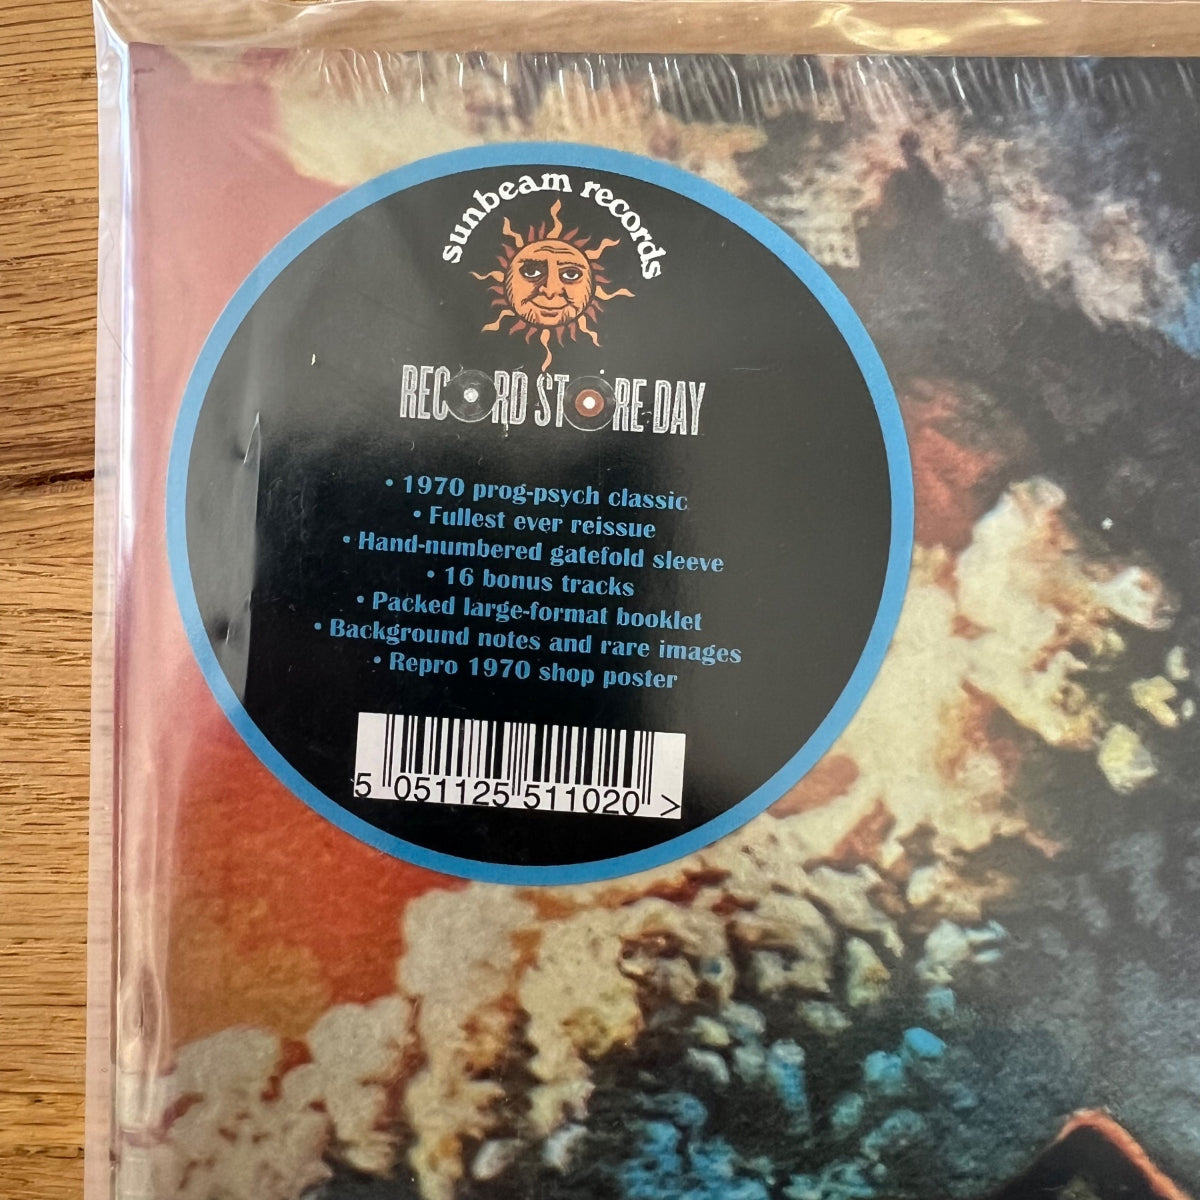 sunbeam records
RECORD STORE DAY
• 1970 prog-psych classic
• Fullest ever reissue
• Hand-numbered gatefold sleeve
• 16 bonus tracks
• Packed large-format booklet
• Background notes and rare images
• Repro 1970 shop poster
5 051125 511020 >